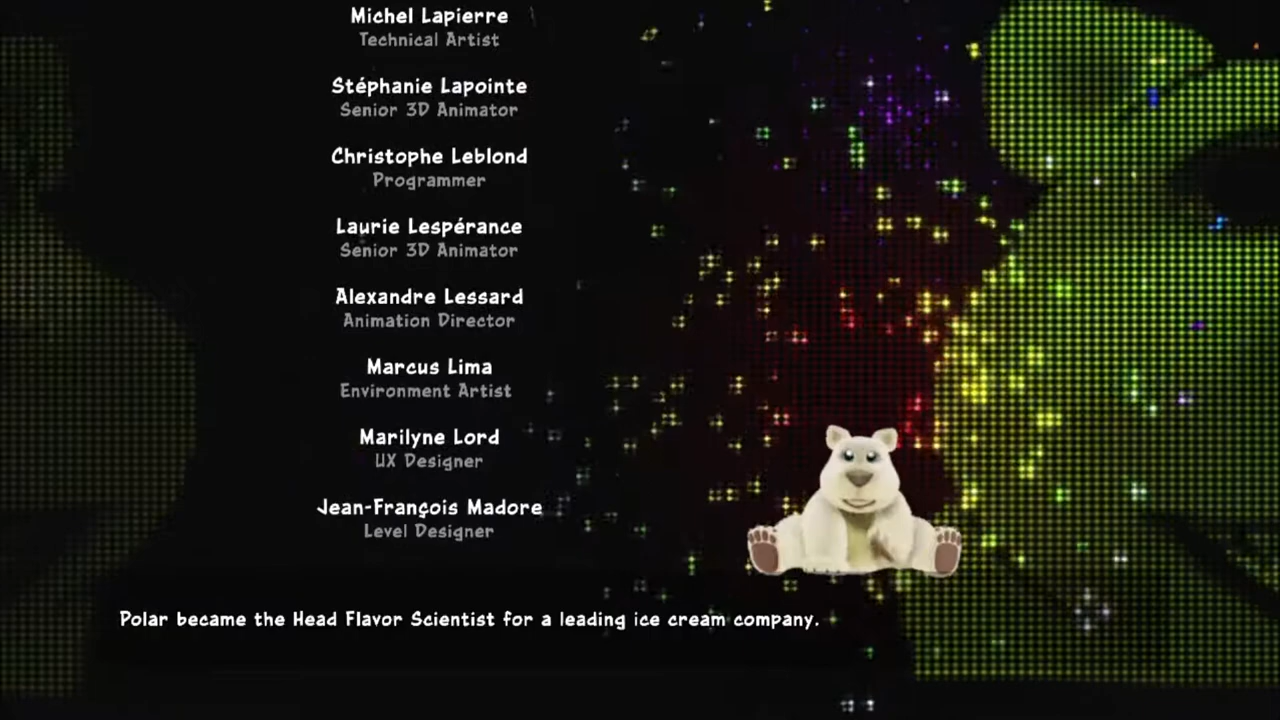 Michel Lapierre
Technical Artist
Stéphanie Lapointe
Senior 3D Animator
Christophe Leblond
Programmer
Laurie Lespérance
Senior 3D Animator
Alexandre Lessard
Animation Director
Marcus Lima
Environment Artist
Marilyne Lord
UX Designer
Jean-François Madore
Level Designer
Polar became the Head Flavor Scientist for a leading ice cream company.